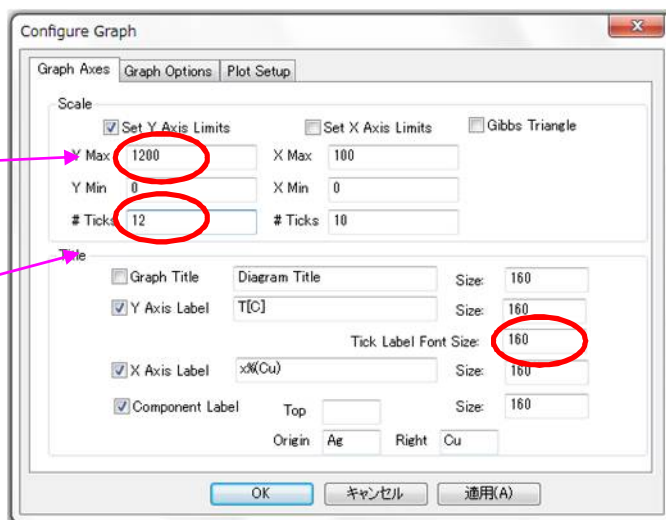 Configure Graph
Graph Axes Graph Options Plot Setup
Scale
Set Y Axis Limits Set X Axis Limits Gibbs Triangle
Y Max 1200 X Max 100
Y Min 0 X Min 0
# Ticks 12 # Ticks 10
Title
Graph Title Diagram Title Size: 160
Y Axis Label T[C] Size: 160
Tick Label Font Size: 160
X Axis Label x%(Cu) Size: 160
Component Label Top Size: 160
Origin Ag Right Cu
OK キャンセル 適用(A)